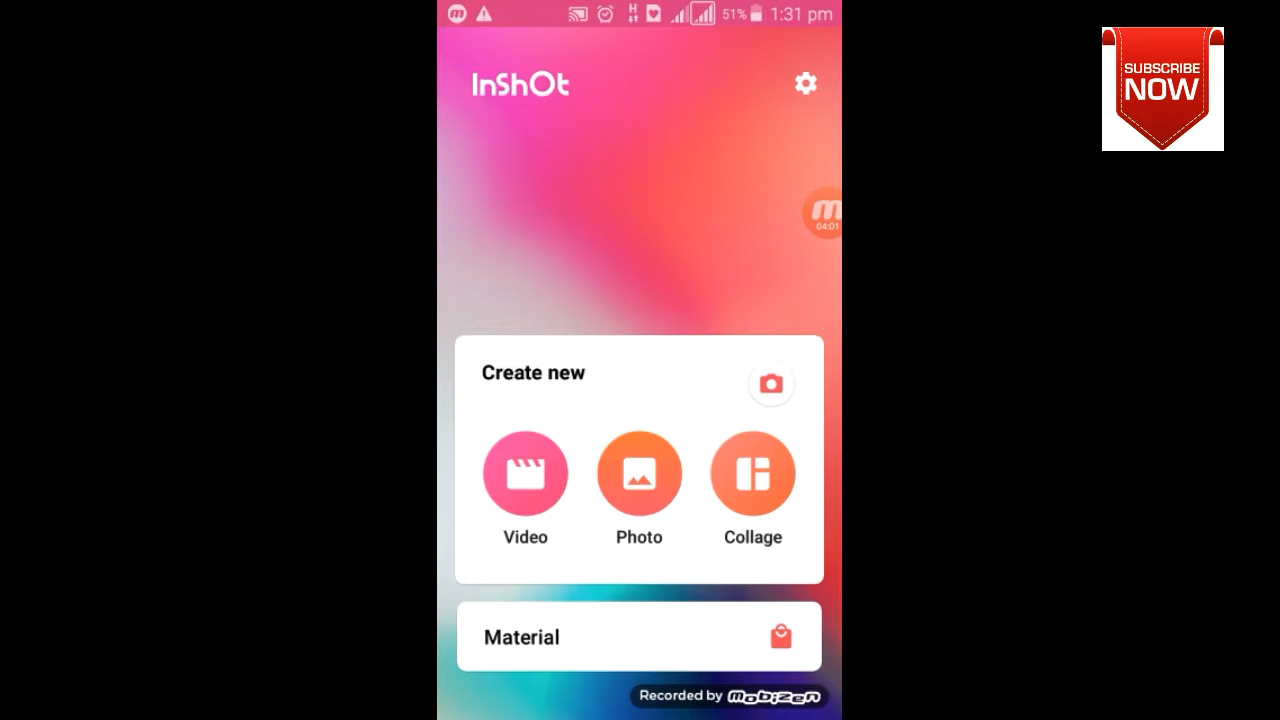 51% 1:31 pm
InShOt
SUBSCRIBE
NOW
04:01
Create new
Video Photo Collage
Material
Recorded by mobizen